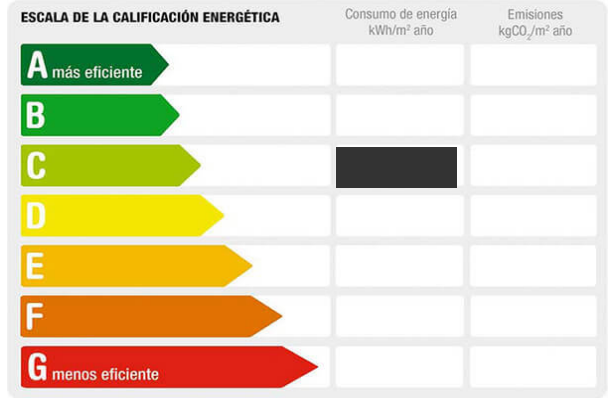 ESCALA DE LA CALIFICACIÓN ENERGÉTICA
Consumo de energía
kWh/m² año
Emisiones
kgCO₂/m² año
A más eficiente
B
C
D
E
F
G menos eficiente